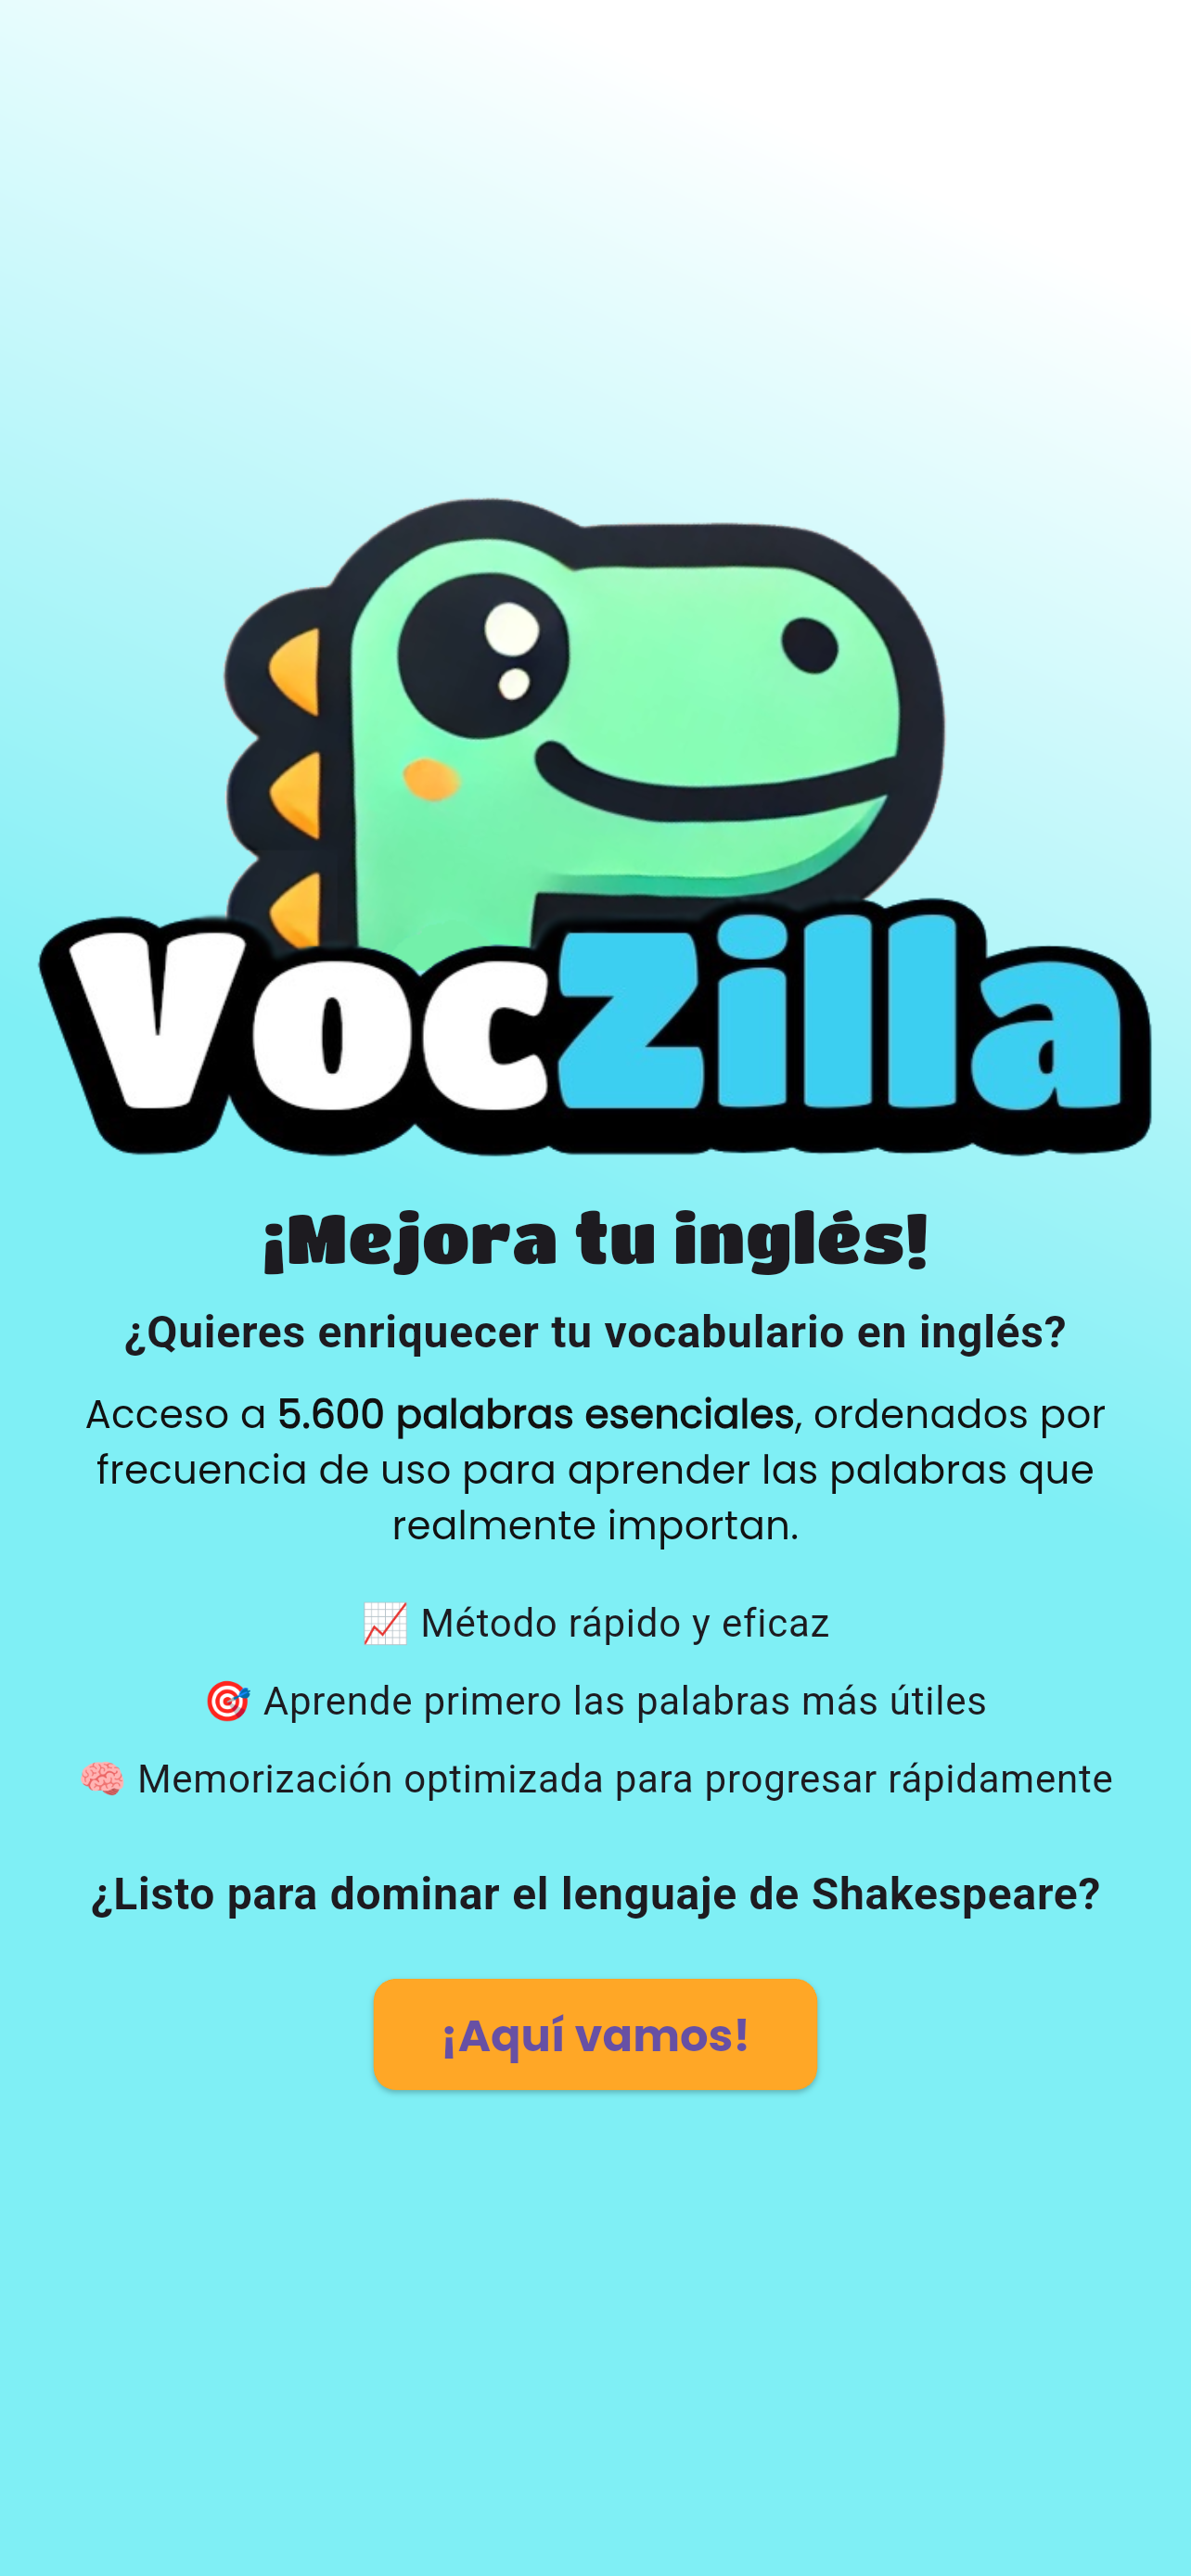 VocZilla
¡Mejora tu inglés!
¿Quieres enriquecer tu vocabulario en inglés?
Acceso a 5.600 palabras esenciales, ordenados por
frecuencia de uso para aprender las palabras que
realmente importan.
📈 Método rápido y eficaz
🎯 Aprende primero las palabras más útiles
🧠 Memorización optimizada para progresar rápidamente
¿Listo para dominar el lenguaje de Shakespeare?
¡Aquí vamos!